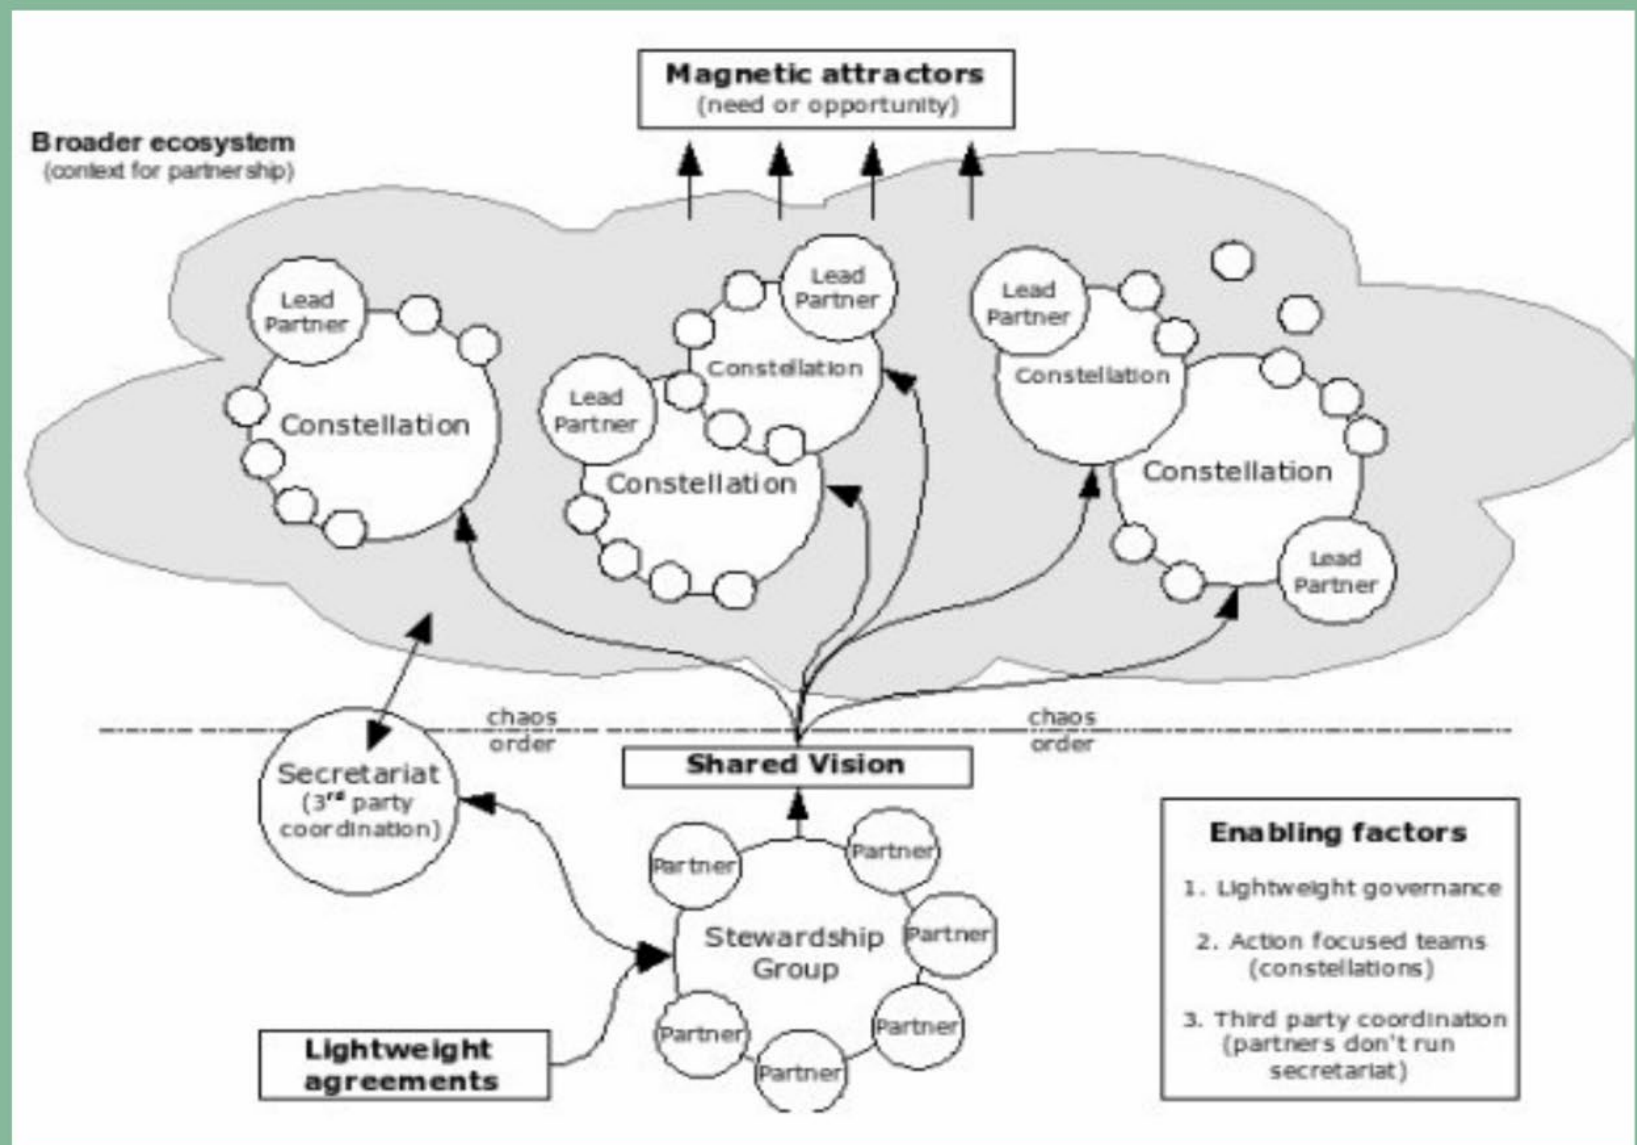 Magnetic attractors
(need or opportunity)
Broader ecosystem
(context for partnership)
Lead
Partner
Constellation
Lead
Partner
Constellation
Lead
Partner
Constellation
Lead
Partner
Constellation
Constellation
Lead
Partner
chaos
order
chaos
order
Shared Vision
Secretariat
(3rd party
coordination)
Partner
Partner
Partner
Partner
Partner
Partner
Stewardship
Group
Lightweight
agreements
Enabling factors
1. Lightweight governance
2. Action focused teams
(constellations)
3. Third party coordination
(partners don't run
secretariat)